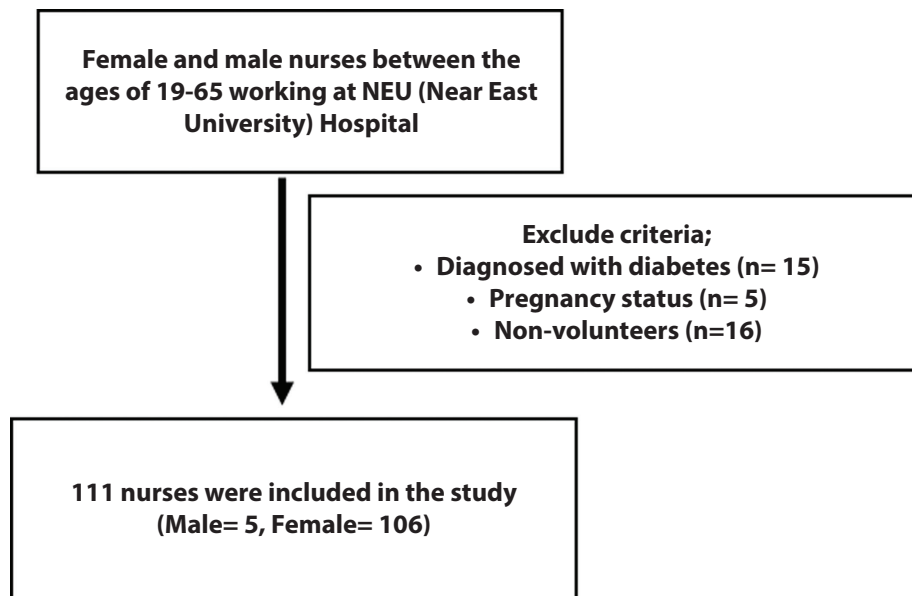 Female and male nurses between the
ages of 19-65 working at NEU (Near East
University) Hospital
Exclude criteria;
• Diagnosed with diabetes (n= 15)
• Pregnancy status (n= 5)
• Non-volunteers (n=16)
111 nurses were included in the study
(Male= 5, Female= 106)